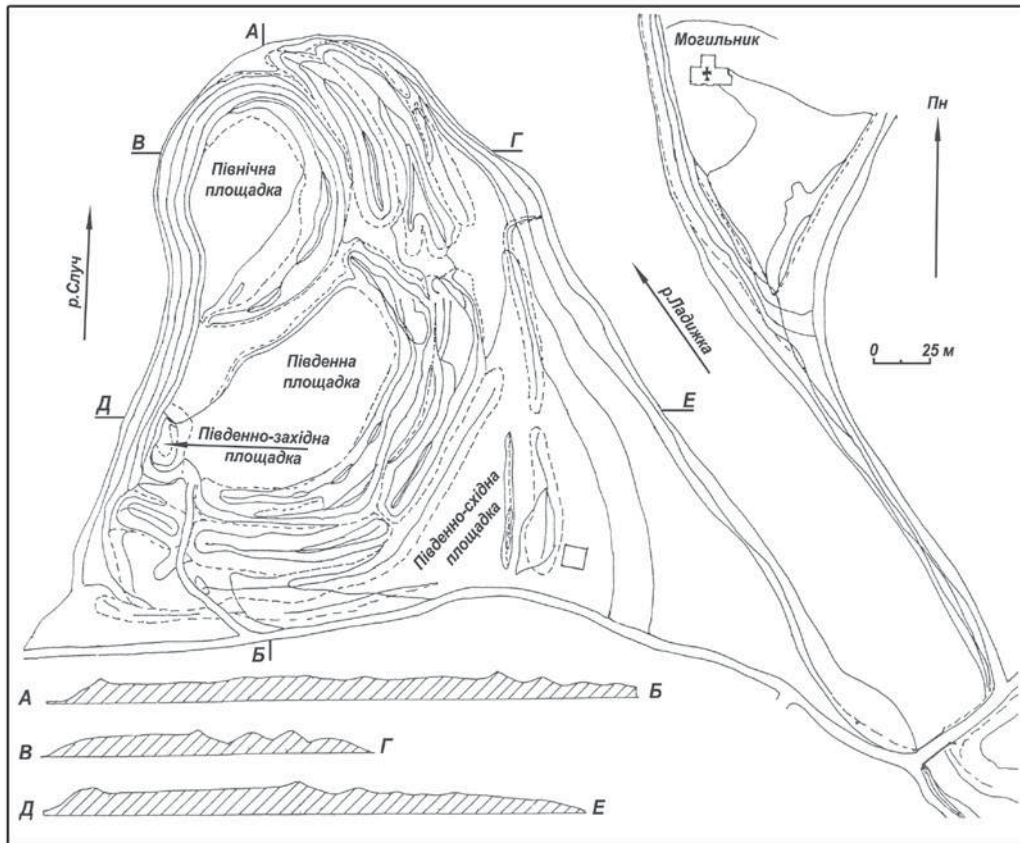 А
Могильник
Пн
В
Г
Північна
площадка
р.Случ
р.Ладижка
0 25 м
Південна
площадка
Д
Е
Південно-західна
площадка
Південно-східна
площадка
Б
А Б
В Г
Д Е